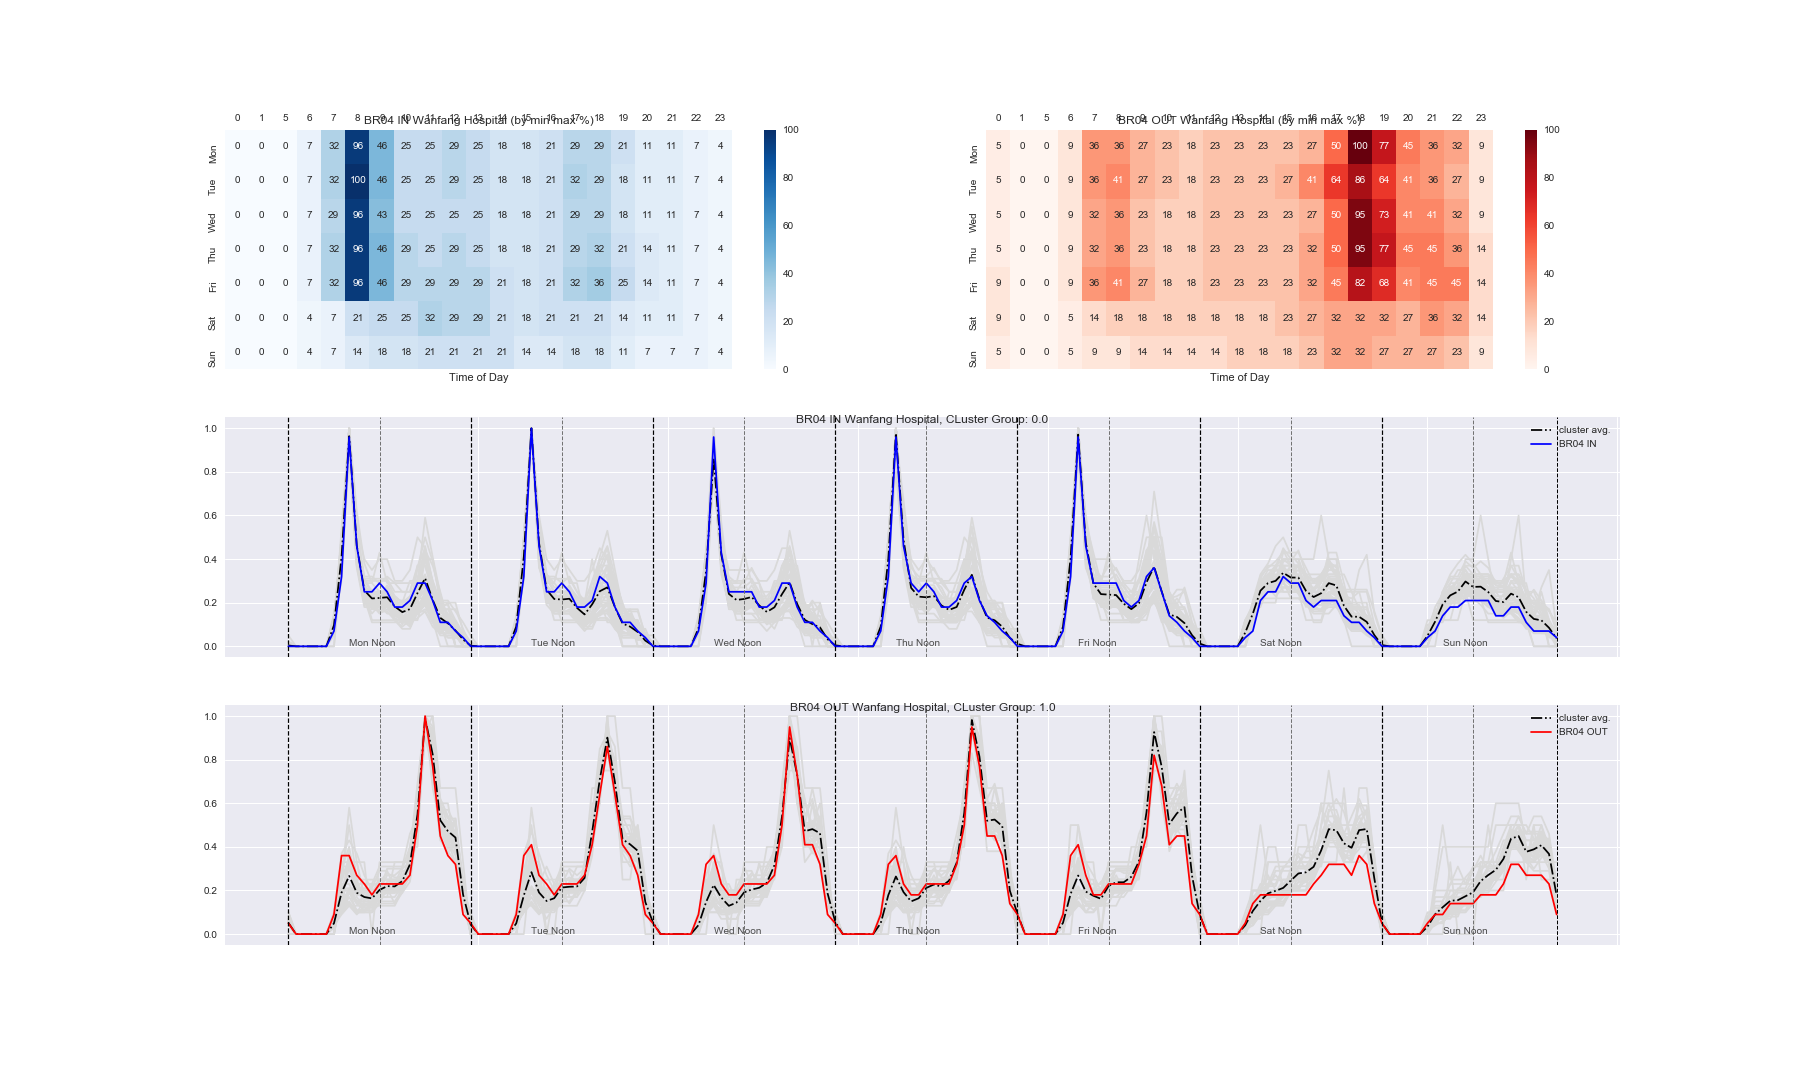 BR04 IN Wanfang Hospital (by min max %)
0 1 5 6 7 8 9 10 11 12 13 14 15 16 17 18 19 20 21 22 23
Mon 0 0 0 7 32 96 46 25 25 29 25 18 18 21 29 29 21 11 11 7 4
Tue 0 0 0 7 32 100 46 25 25 29 25 18 18 21 32 29 18 11 11 7 4
Wed 0 0 0 7 29 96 43 25 25 25 25 18 18 21 29 29 18 11 11 7 4
Thu 0 0 0 7 32 96 46 29 25 29 25 18 18 21 29 32 21 14 11 7 4
Fri 0 0 0 7 32 96 46 29 29 29 29 21 18 21 32 36 25 14 11 7 4
Sat 0 0 0 4 7 21 25 25 32 29 29 21 18 21 21 21 14 11 11 7 4
Sun 0 0 0 4 7 14 18 18 21 21 21 21 14 14 18 18 11 7 7 7 4
Time of Day
100
80
60
40
20
0
BR04 OUT Wanfang Hospital (by min max %)
0 1 5 6 7 8 9 10 11 12 13 14 15 16 17 18 19 20 21 22 23
Mon 5 0 0 9 36 36 27 23 18 23 23 23 23 27 50 100 77 45 36 32 9
Tue 5 0 0 9 36 41 27 23 18 23 23 23 27 41 64 86 64 41 36 27 9
Wed 5 0 0 9 32 36 23 18 18 23 23 23 23 27 50 95 73 41 41 32 9
Thu 5 0 0 9 32 36 23 18 18 23 23 23 23 32 50 95 77 45 45 36 14
Fri 9 0 0 9 36 41 27 18 18 23 23 23 23 32 45 82 68 41 45 45 14
Sat 9 0 0 5 14 18 18 18 18 18 18 18 23 27 32 32 32 27 36 32 14
Sun 5 0 0 5 9 9 14 14 14 14 18 18 18 23 32 32 27 27 27 23 9
Time of Day
100
80
60
40
20
0
BR04 IN Wanfang Hospital, CLuster Group: 0.0
1.0
0.8
0.6
0.4
0.2
0.0
cluster avg.
BR04 IN
Mon Noon Tue Noon Wed Noon Thu Noon Fri Noon Sat Noon Sun Noon
BR04 OUT Wanfang Hospital, CLuster Group: 1.0
1.0
0.8
0.6
0.4
0.2
0.0
cluster avg.
BR04 OUT
Mon Noon Tue Noon Wed Noon Thu Noon Fri Noon Sat Noon Sun Noon